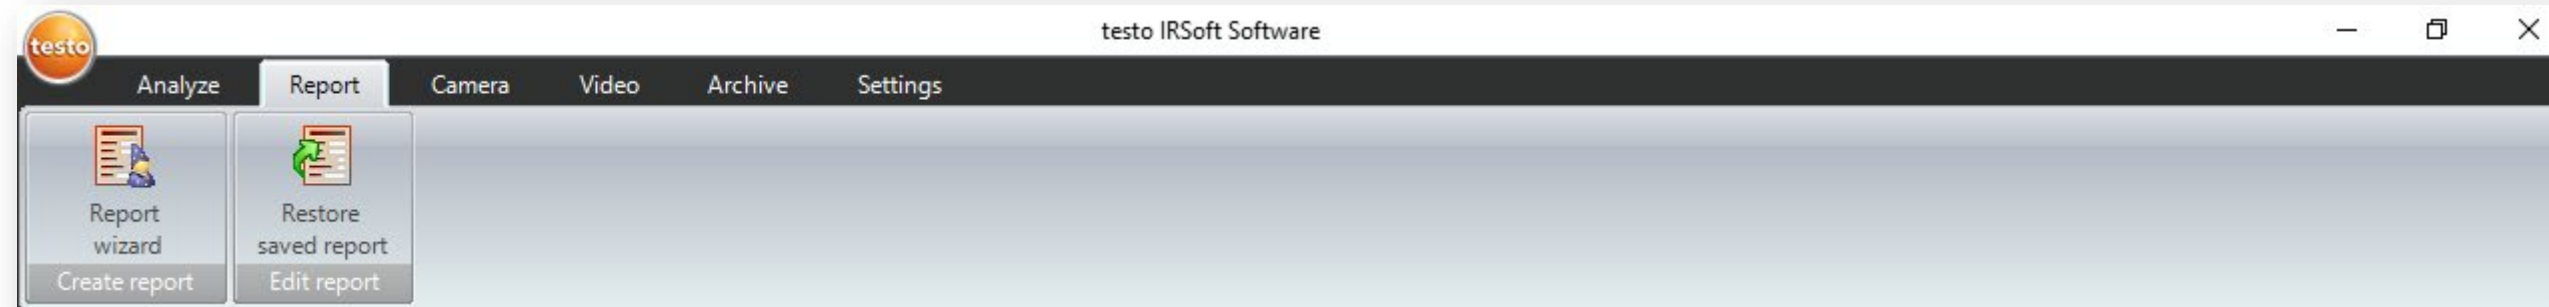 testo IRSoft Software
testo
Analyze Report Camera Video Archive Settings
Report wizard
Restore saved report
Create report
Edit report